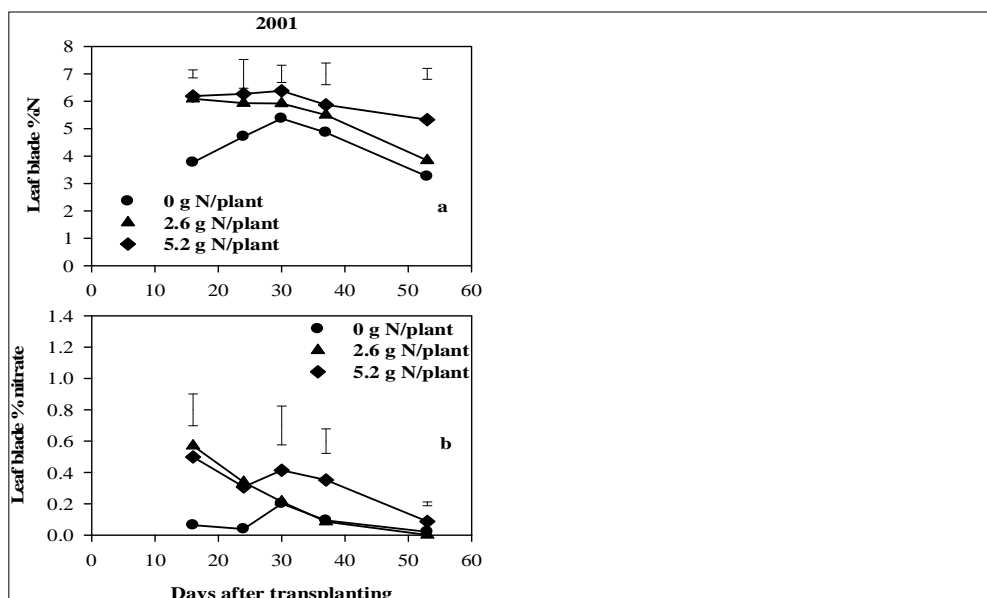 2001
8
7
6
5
4
3
2
1
0
Leaf blade %N
0 g N/plant
2.6 g N/plant
5.2 g N/plant
a
0 10 20 30 40 50 60
1.4
1.2
1.0
0.8
0.6
0.4
0.2
0.0
Leaf blade % nitrate
0 g N/plant
2.6 g N/plant
5.2 g N/plant
b
0 10 20 30 40 50 60
Days after transplanting